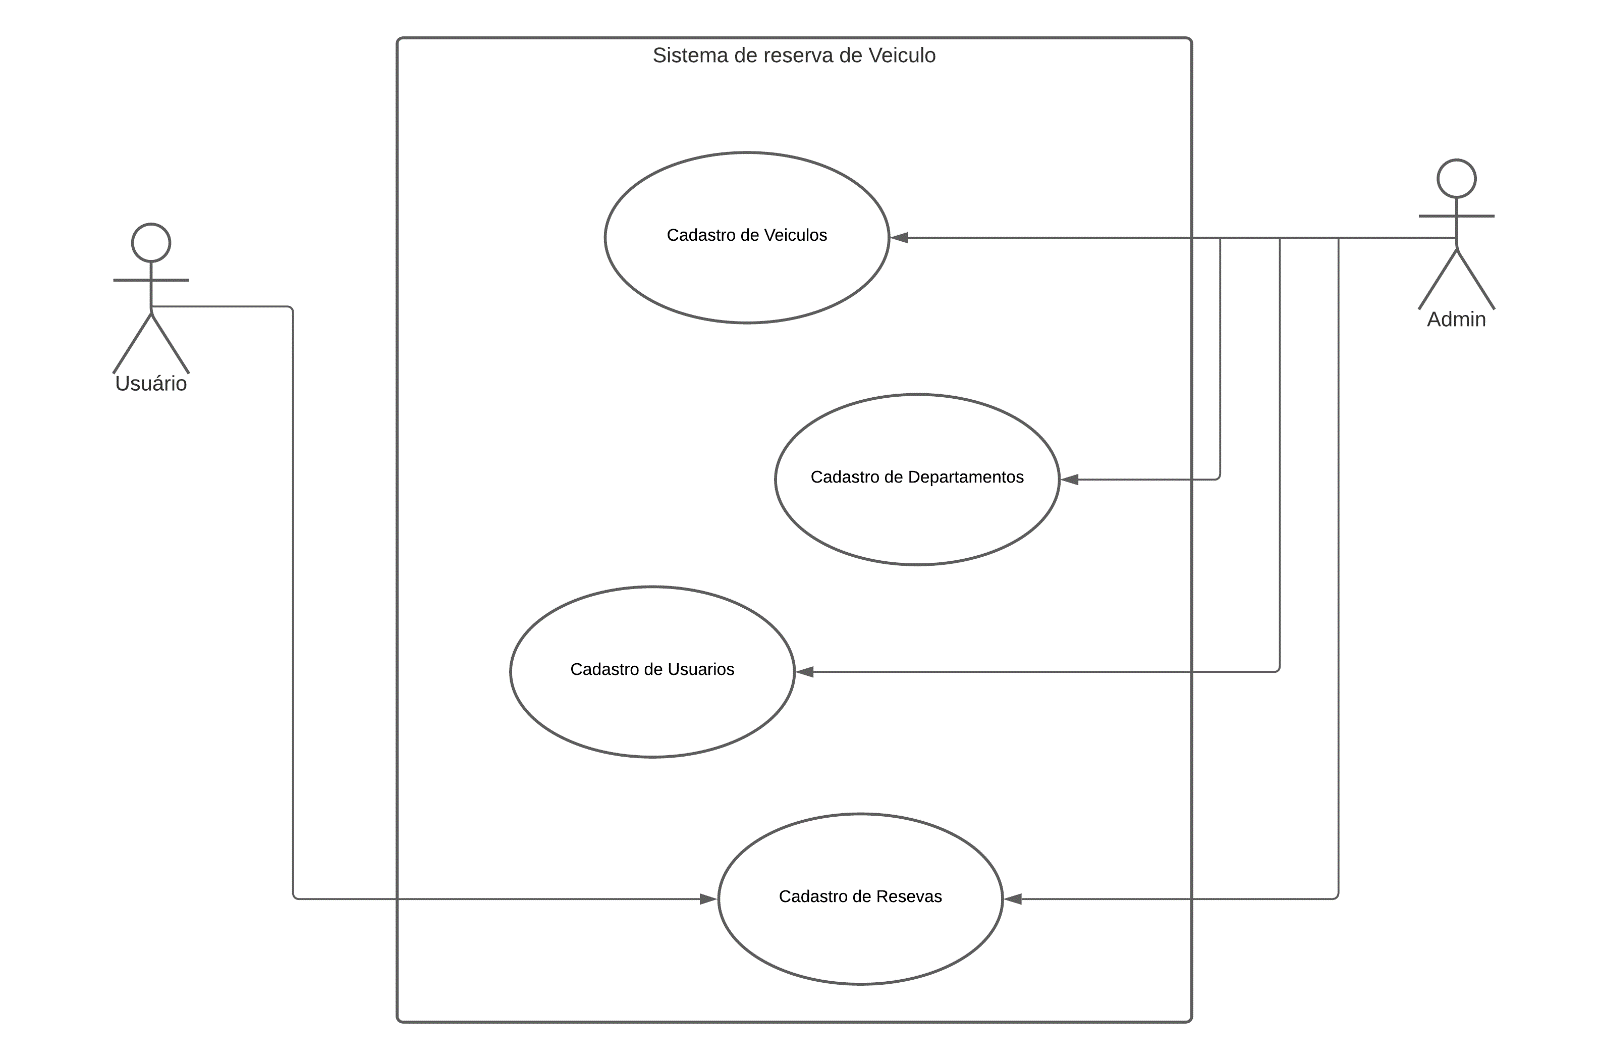 Sistema de reserva de Veiculo
Cadastro de Veiculos
Admin
Usuário
Cadastro de Departamentos
Cadastro de Usuarios
Cadastro de Resevas